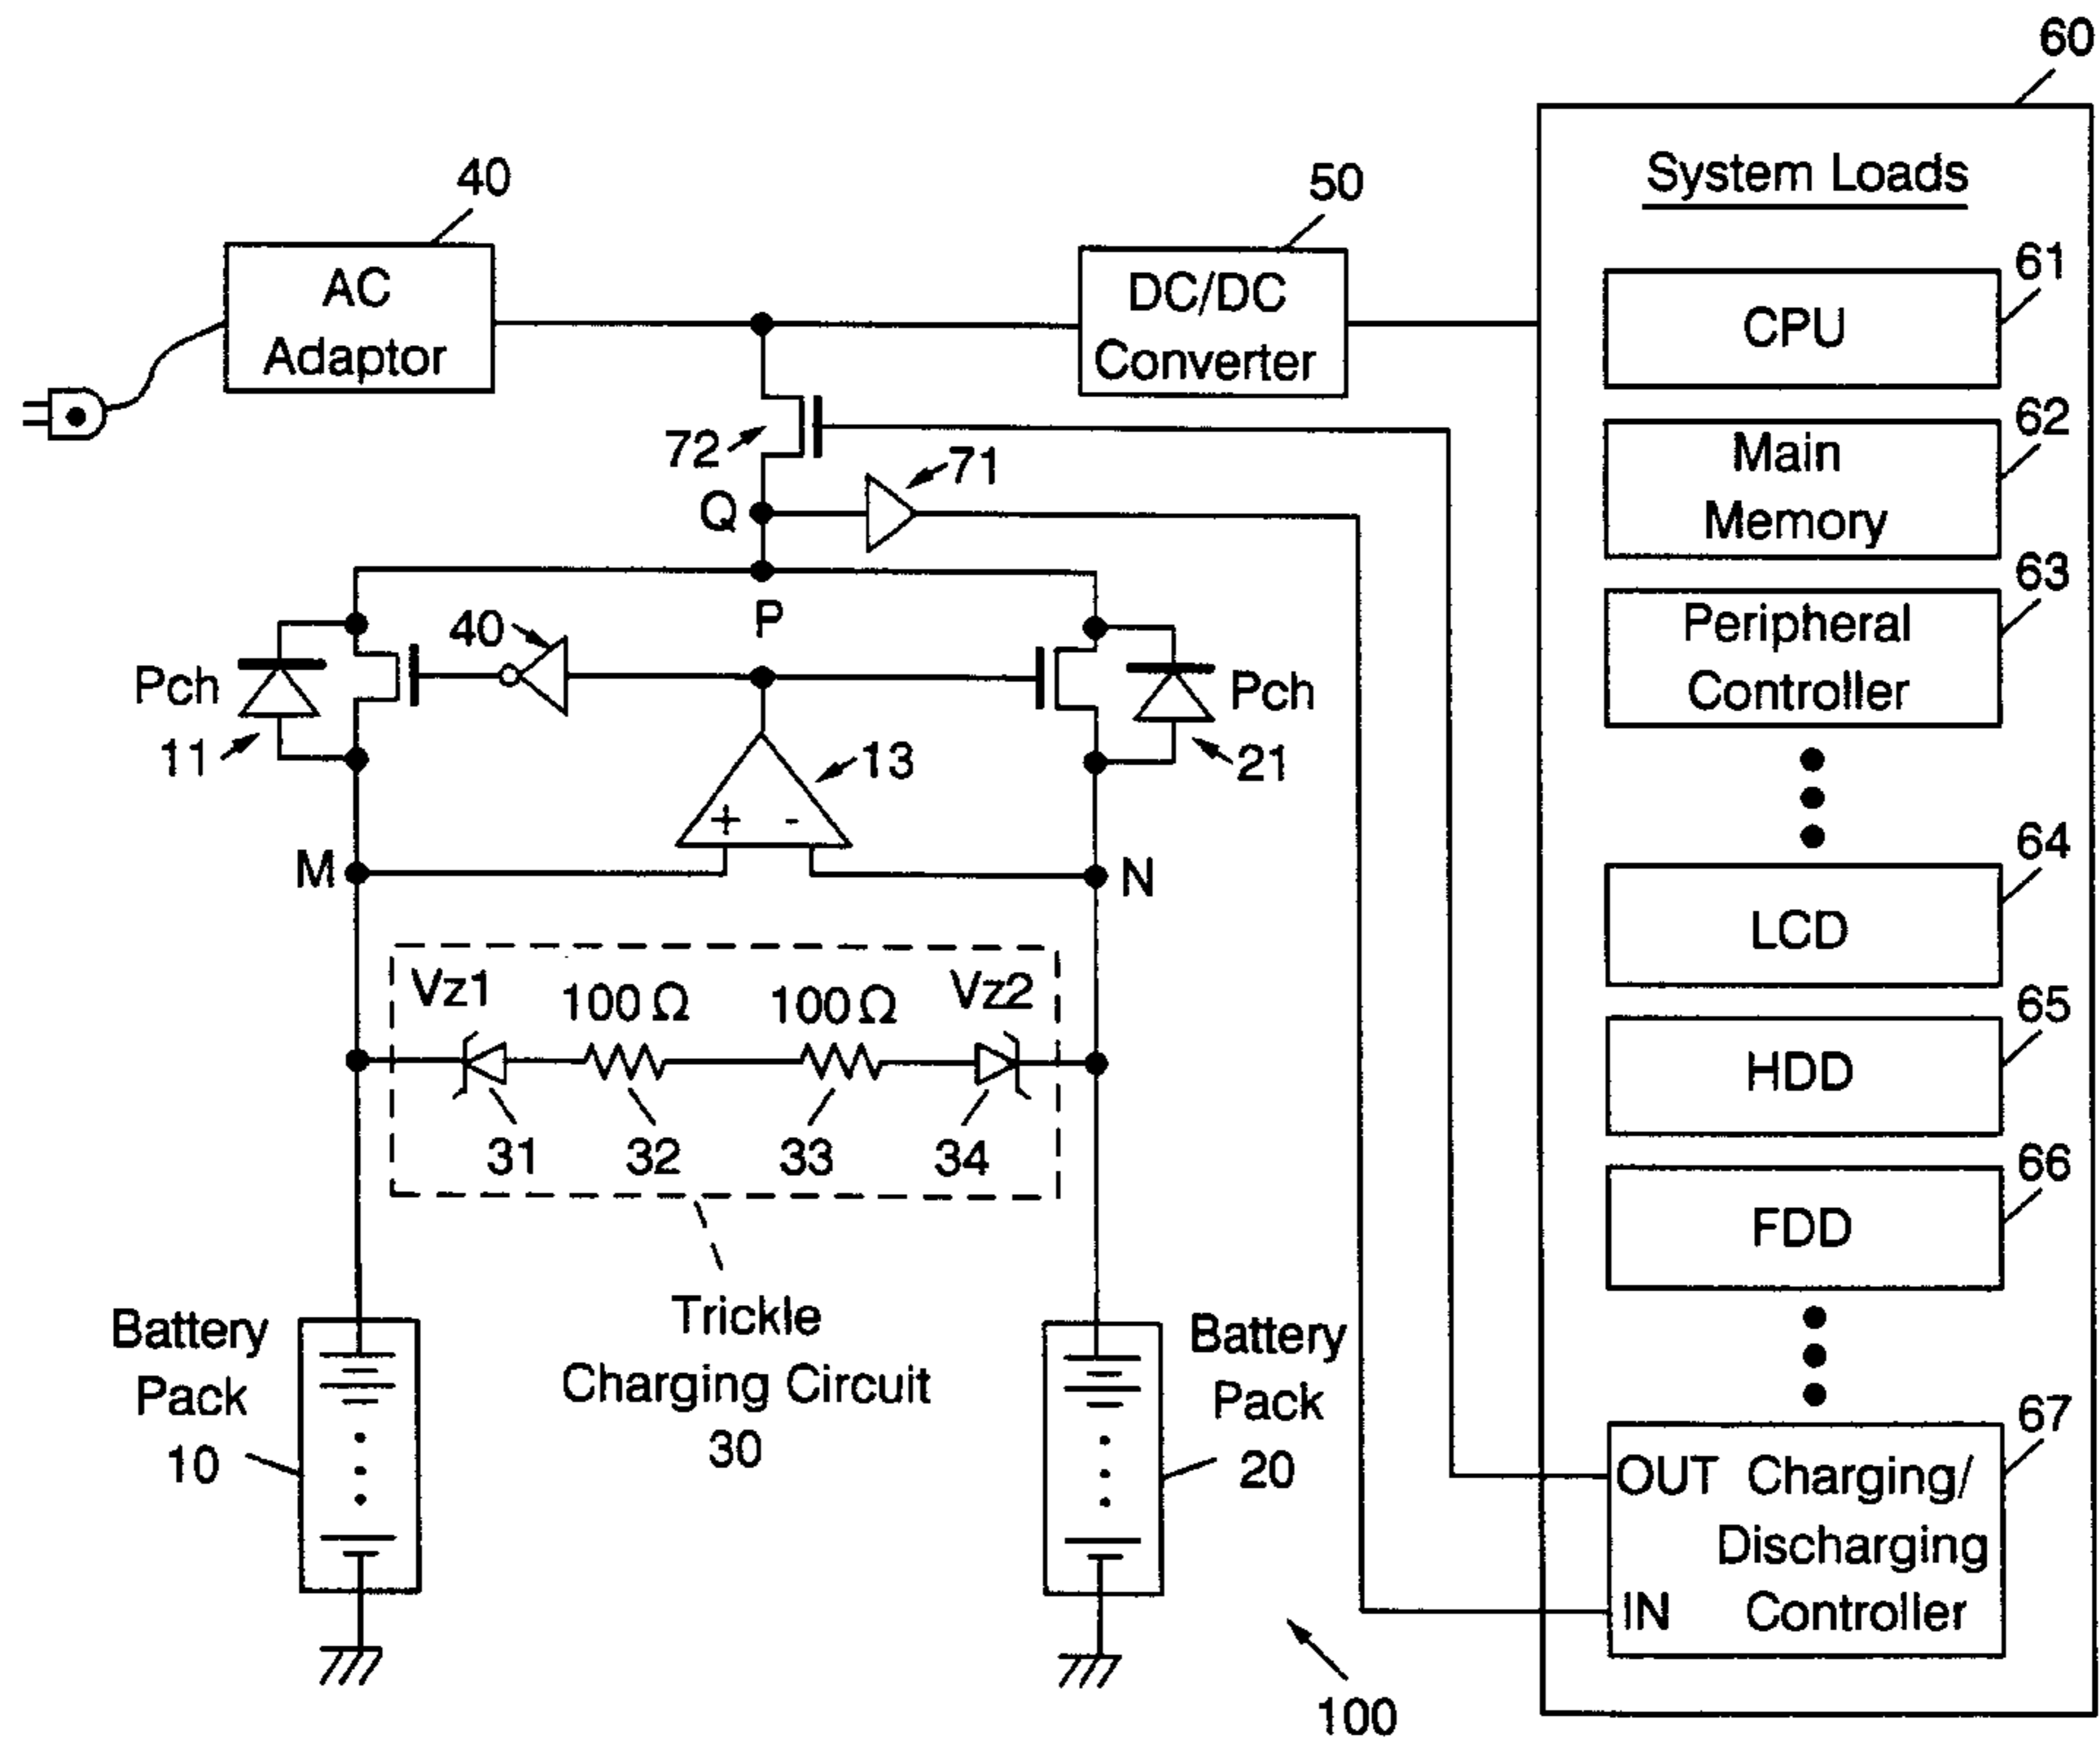 60
System Loads
40
AC
Adaptor
50
DC/DC
Converter
61
CPU
62
Main
Memory
72
71
Q
63
Peripheral
Controller
P
40
Pch
11
Pch
21
13
+ -
M
N
64
LCD
Vz1
100 Ω
100 Ω
Vz2
31
32
33
34
65
HDD
66
FDD
Trickle
Charging Circuit
30
Battery
Pack
10
Battery
Pack
20
67
OUT Charging/
Discharging
IN Controller
100